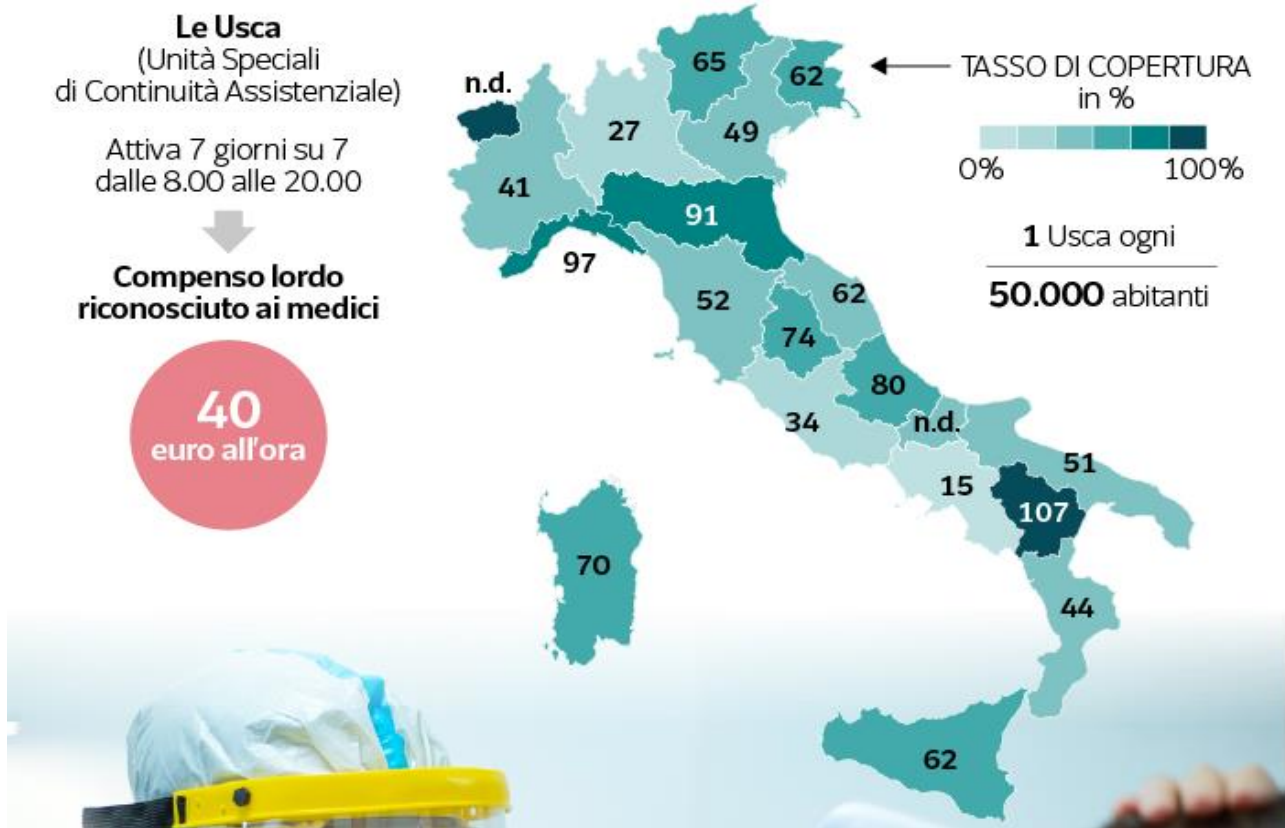 Le Usca
(Unità Speciali
di Continuità Assistenziale)
Attiva 7 giorni su 7
dalle 8.00 alle 20.00
Compenso lordo
riconosciuto ai medici
40
euro all'ora
TASSO DI COPERTURA
in %
0%
100%
1 Usca ogni
50.000 abitanti
n.d.
65
62
27
49
41
91
97
52
62
74
80
34
n.d.
51
15
107
70
44
62